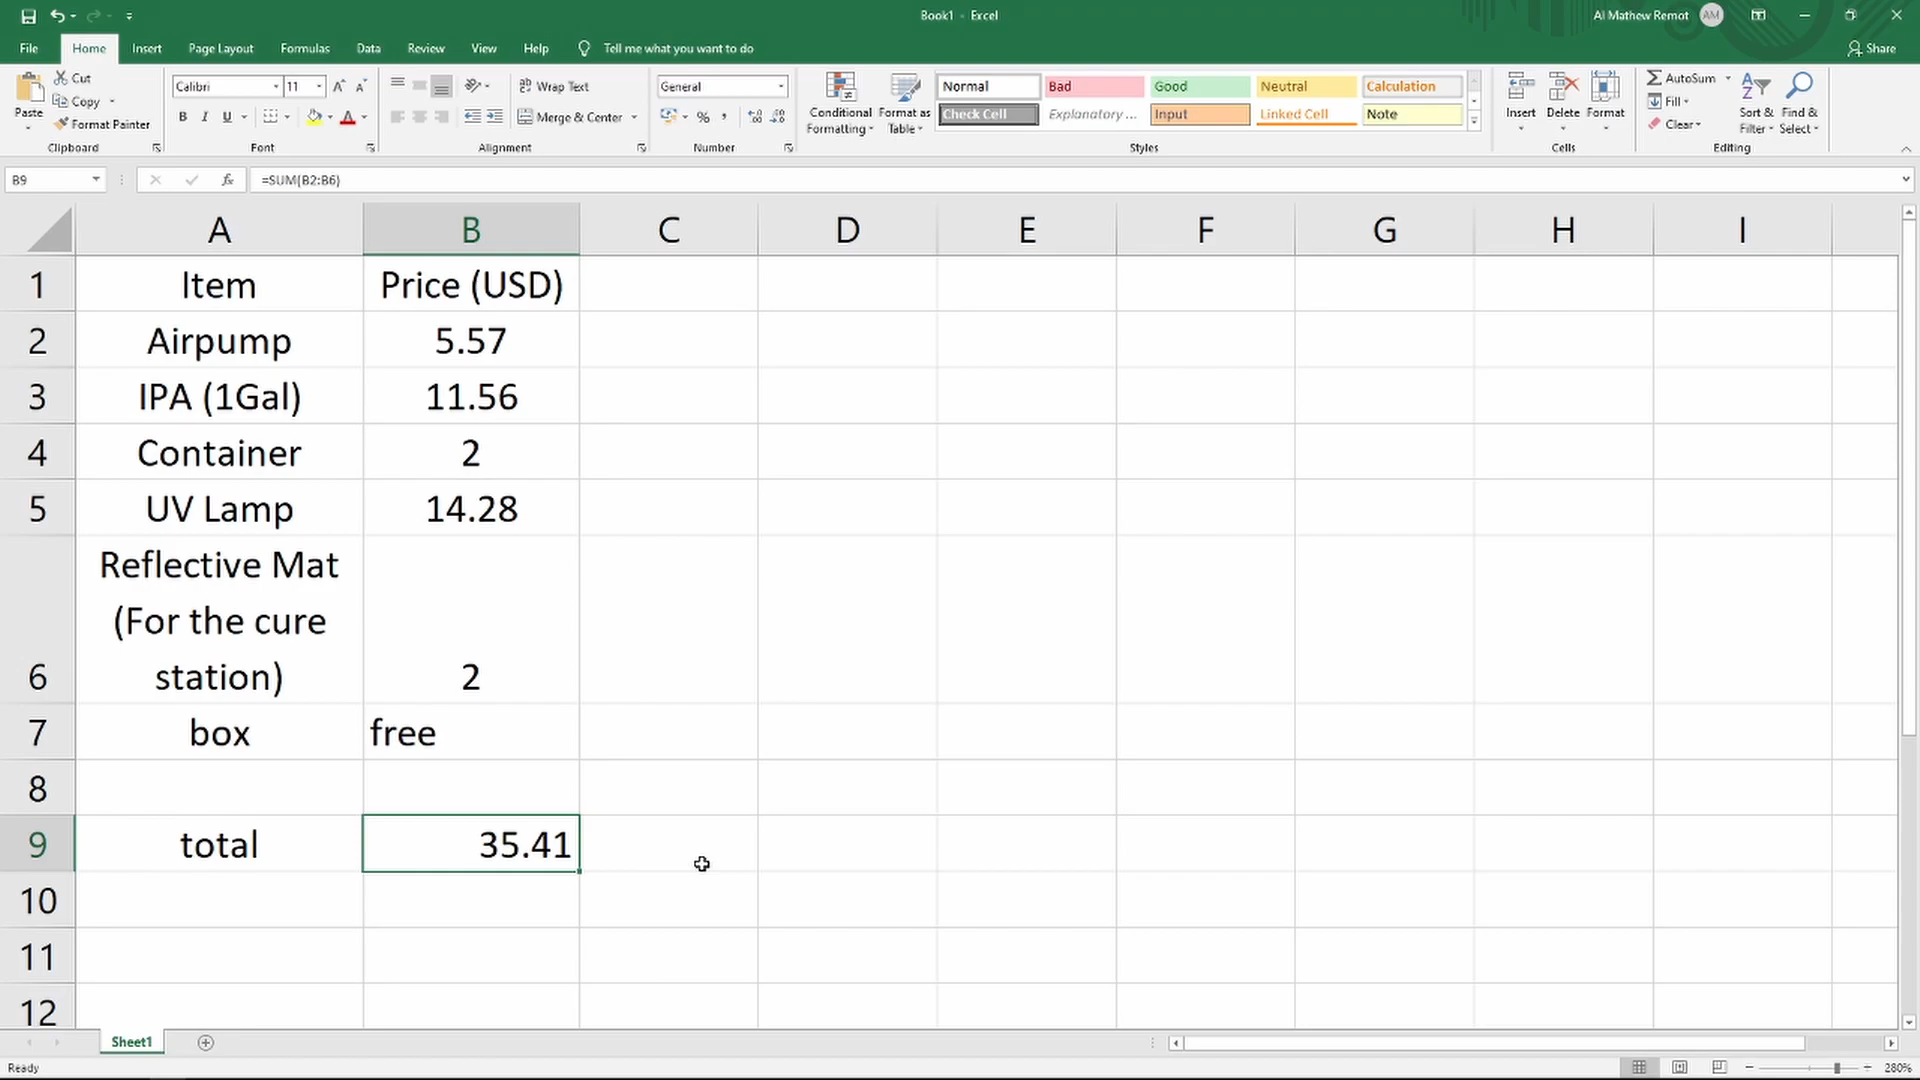 Book1 - Excel
Al Mathew Remot AM
File Home Insert Page Layout Formulas Data Review View Help Tell me what you want to do Share
Paste
Cut
Copy
Format Painter
Clipboard
Calibri 11
B I U
Font
Wrap Text
Merge & Center
Alignment
General
%
Number
Conditional Formatting
Format as Table
Normal Bad Good Neutral Calculation
Check Cell Explanatory ... Input Linked Cell Note
Styles
Insert Delete Format
Cells
AutoSum
Fill
Clear
Sort & Filter
Find & Select
Editing
B9 fx =SUM(B2:B6)
A B C D E F G H I
1 Item Price (USD)
2 Airpump 5.57
3 IPA (1Gal) 11.56
4 Container 2
5 UV Lamp 14.28
Reflective Mat
(For the cure
6 station) 2
7 box free
8
9 total 35.41
10
11
12
Sheet1
Ready 280%